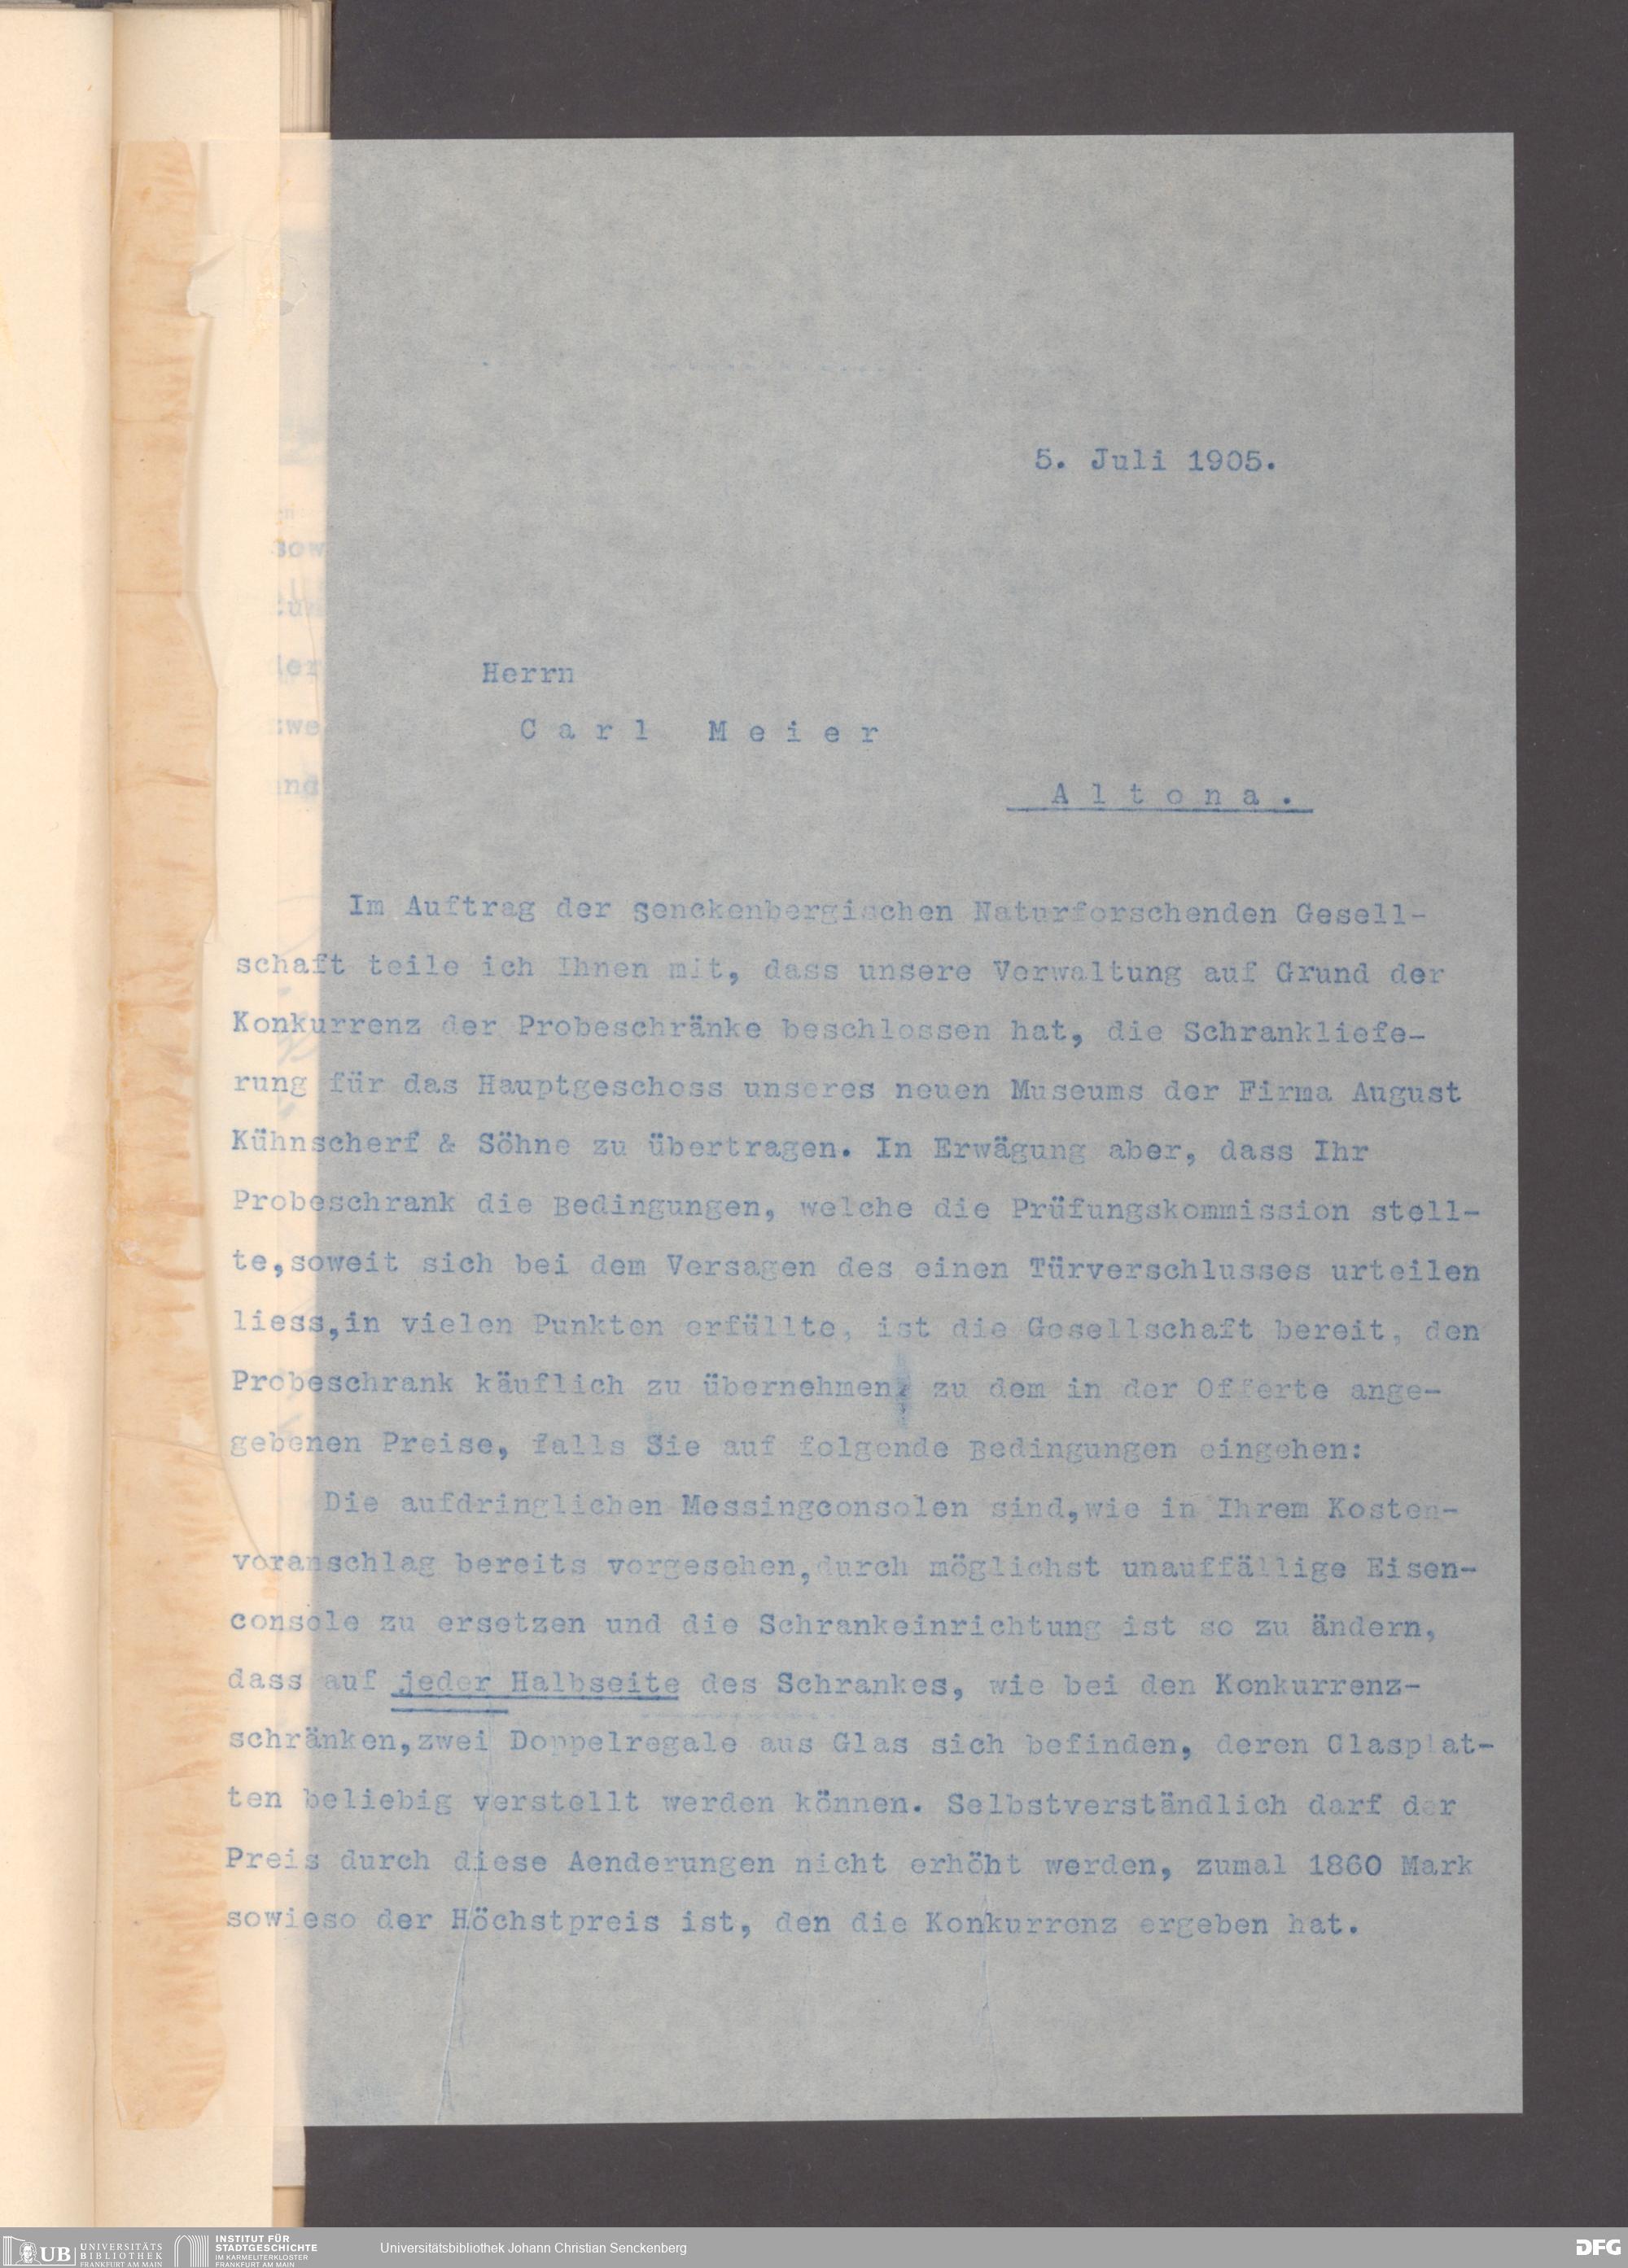 5. Juli 1905.
Herrn
Carl Meier
Altona.
Im Auftrag der Senckenbergischen Naturforschenden Gesell-
schaft teile ich Ihnen mit, dass unsere Verwaltung auf Grund der
Konkurrenz der Probeschränke beschlossen hat, die Schrankliefe-
rung für das Hauptgeschoss unseres neuen Museums der Firma August
Kühnscherf & Söhne zu übertragen. In Erwägung aber, dass Ihr
Probeschrank die Bedingungen, welche die Prüfungskommission stell-
te,soweit sich bei dem Versagen des einen Türverschlusses urteilen
liess,in vielen Punkten erfüllte, ist die Gesellschaft bereit, den
Probeschrank käuflich zu übernehmen, zu dem in der Offerte ange-
gebenen Preise, falls Sie auf folgende Bedingungen eingehen:
Die aufdringlichen Messingconsolen sind,wie in Ihrem Kosten-
voranschlag bereits vorgesehen,durch möglichst unauffällige Eisen-
console zu ersetzen und die Schrankeinrichtung ist so zu ändern,
dass auf jeder Halbseite des Schrankes, wie bei den Konkurrenz-
schränken,zwei Doppelregale aus Glas sich befinden, deren Glasplat-
ten beliebig verstellt werden können. Selbstverständlich darf der
Preis durch diese Aenderungen nicht erhöht werden, zumal 1860 Mark
sowieso der Höchstpreis ist, den die Konkurrenz ergeben hat.
sow
der
zwe
und
UB UNIVERSITÄTS
BIBLIOTHEK
FRANKFURT AM MAIN
INSTITUT FÜR
STADTGESCHICHTE
IM KARMELITERKLOSTER
FRANKFURT AM MAIN
Universitätsbibliothek Johann Christian Senckenberg
DFG